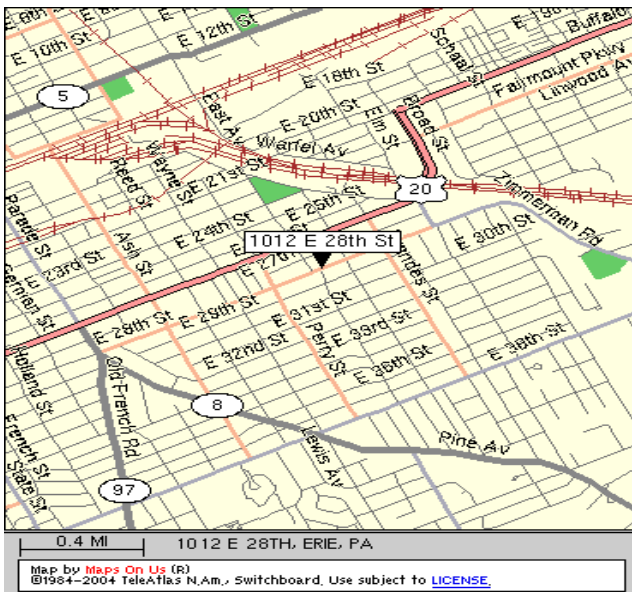 E 19th St
Buffalo
E 12th St
E 10th St
Schaal St
E 18th St
Fairmount Pkwy
Linwood Av
5
East Av
E 20th St
Elm St
Broad St
Warfel Av
Wayne St
Reed St
E 21st St
20
Zimmerman Rd
E 25th St
Parade St
Ash St
E 24th St
E 30th St
1012 E 28th St
German St
E 23rd St
E 28th St
E 29th St
E 31st St
E 33rd St
Perry St
E 32nd St
E 36th St
E 38th St
Holland St
Old French Rd
8
Lewis Av
Pine Av
French St
State St
97
0.4 MI
1012 E 28TH, ERIE, PA
Map by Maps On Us (R)
©1984-2004 TeleAtlas N.Am., Switchboard. Use subject to LICENSE.